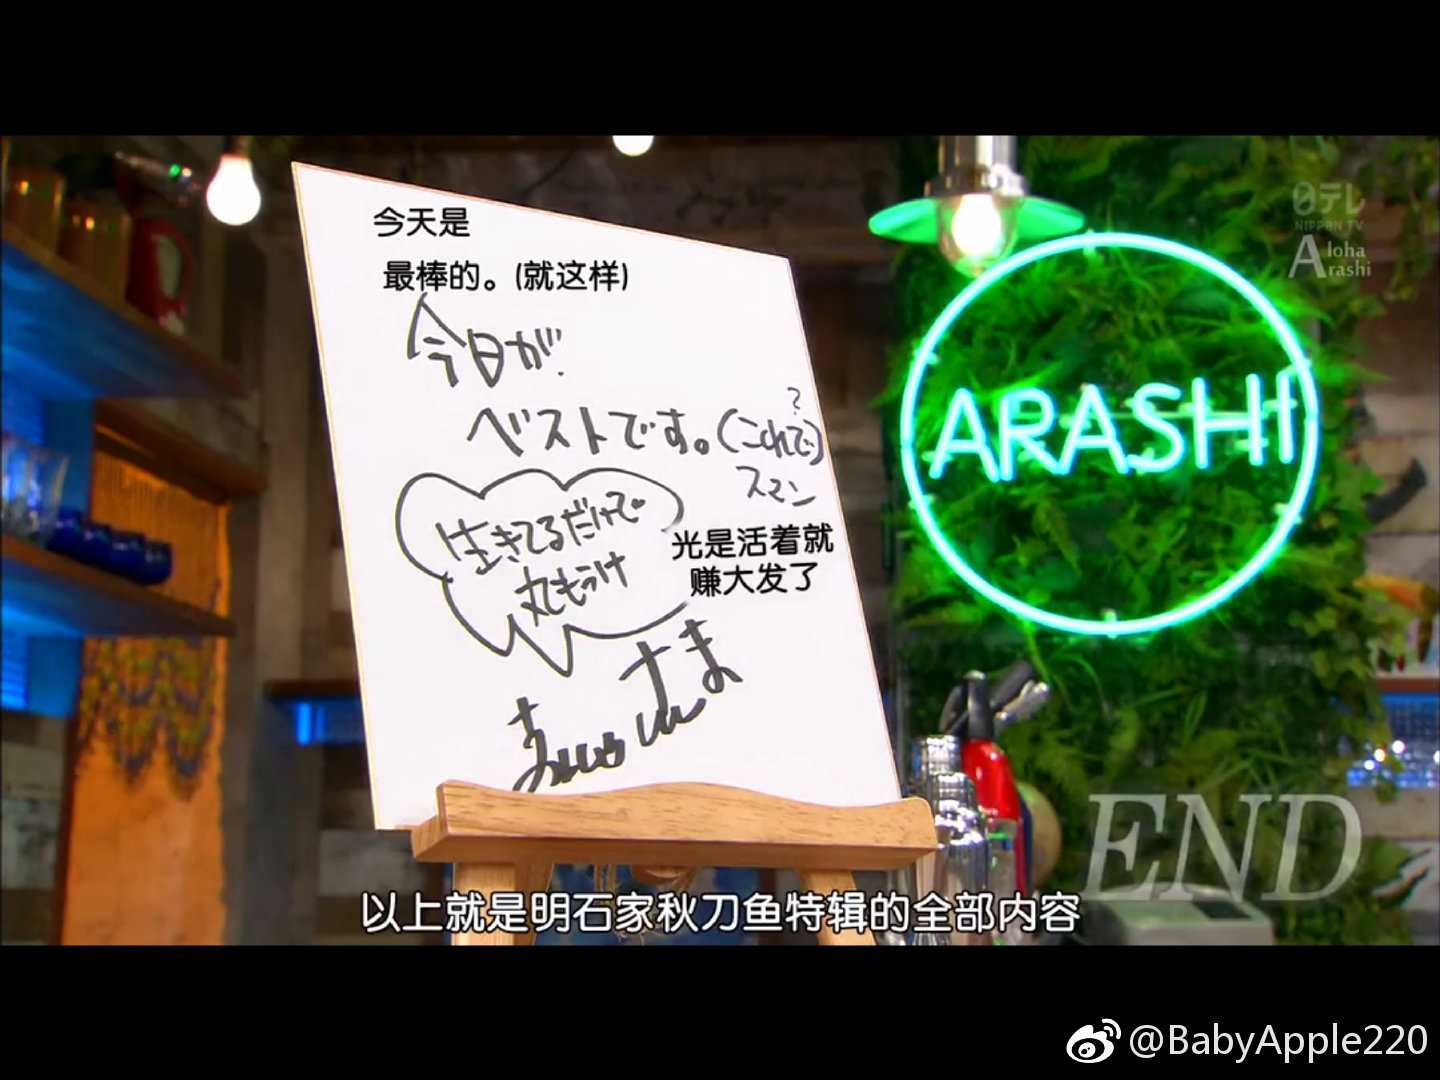 日テレ
NIPPON TV
Aloha
Arashi
今天是
最棒的。(就这样)
今日が
ベストです。(これで)
?
スマン
生きてるだけで
丸もうけ
光是活着就
赚大发了
さんま
ARASHI
END
以上就是明石家秋刀鱼特辑的全部内容
@BabyApple220